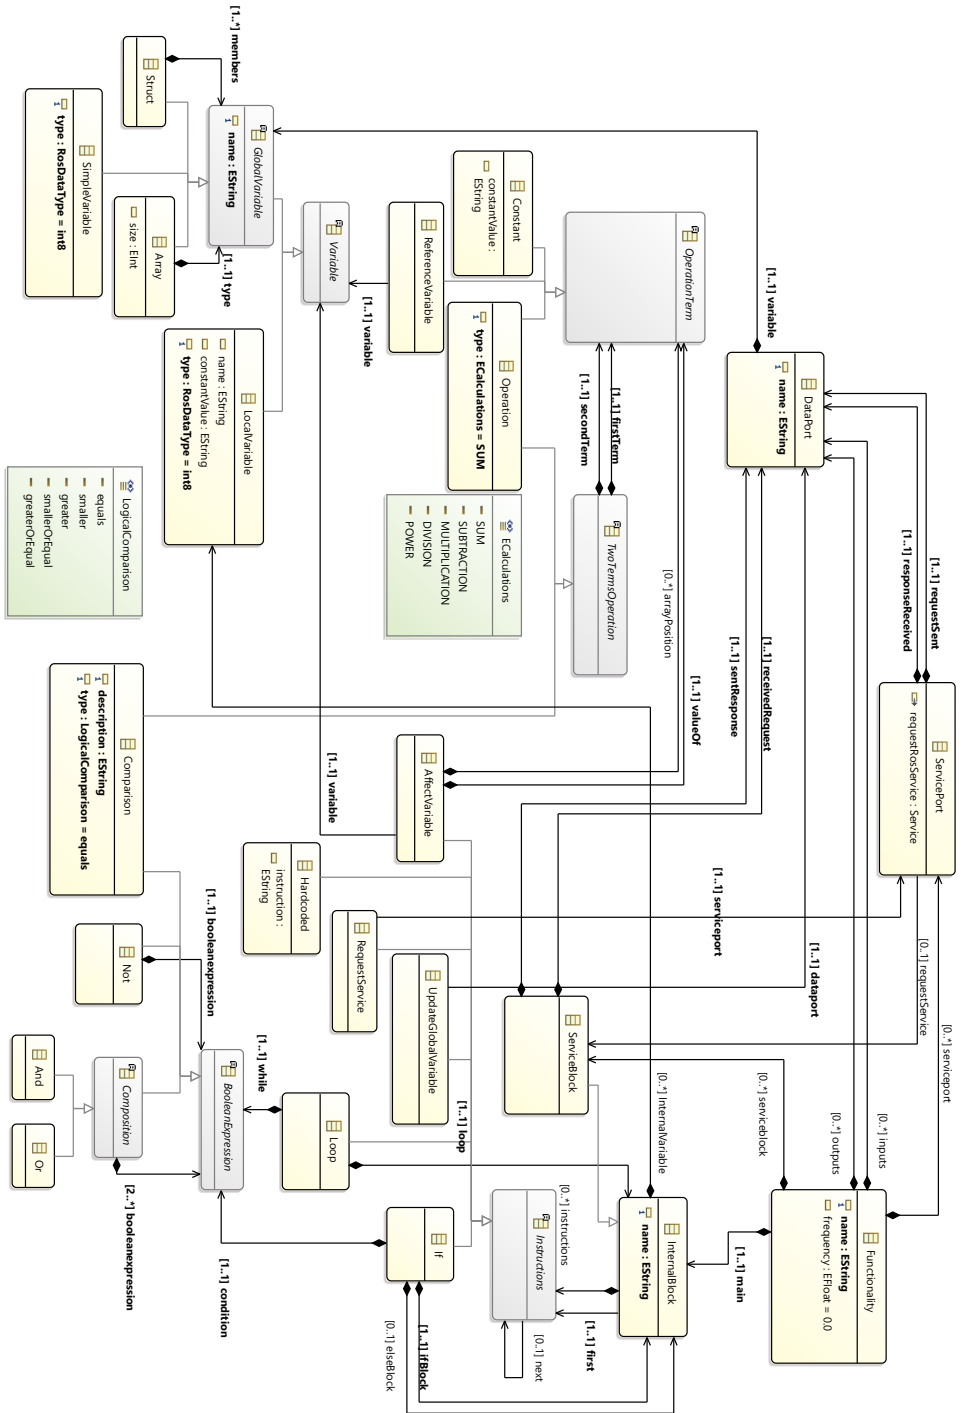 Functionality
name : EString
frequency : EFloat = 0.0
[0..*] serviceport
[0..*] inputs
[0..*] outputs
[0..*] serviceblock
[1..1] main
ServicePort
requestRosService : Service
[0..1] requestService
[1..1] requestSent
[1..1] responseReceived
DataPort
name : EString
[1..1] variable
[1..1] receivedRequest
[1..1] sentResponse
[1..1] dataport
[1..1] serviceport
InternalBlock
name : EString
[0..*] InternalVariable
[0..*] instructions
[1..1] first
ServiceBlock
OperationTerm
TwoTermsOperation
[1..1] firstTerm
[1..1] secondTerm
[1..1] valueOf
[0..*] arrayPosition
Instructions
[0..1] next
Constant
constantValue :
EString
Operation
type : ECalculations = SUM
ECalculations
SUM
SUBTRACTION
MULTIPLICATION
DIVISION
POWER
ReferenceVariable
[1..1] variable
AffectVariable
[1..1] variable
UpdateGlobalVariable
RequestService
Hardcoded
instruction :
EString
[1..1] loop
If
[1..1] ifBlock
[0..1] elseBlock
[1..1] condition
Loop
[1..1] while
Variable
GlobalVariable
name : EString
[1..*] members
[1..1] type
LocalVariable
name : EString
constantValue : EString
type : RosDataType = int8
Struct
Array
size : EInt
SimpleVariable
type : RosDataType = int8
LogicalComparison
equals
smaller
greater
smallerOrEqual
greaterOrEqual
Comparison
description : EString
type : LogicalComparison = equals
Not
[1..1] booleanexpression
BooleanExpression
Composition
[2..*] booleanexpression
And
Or